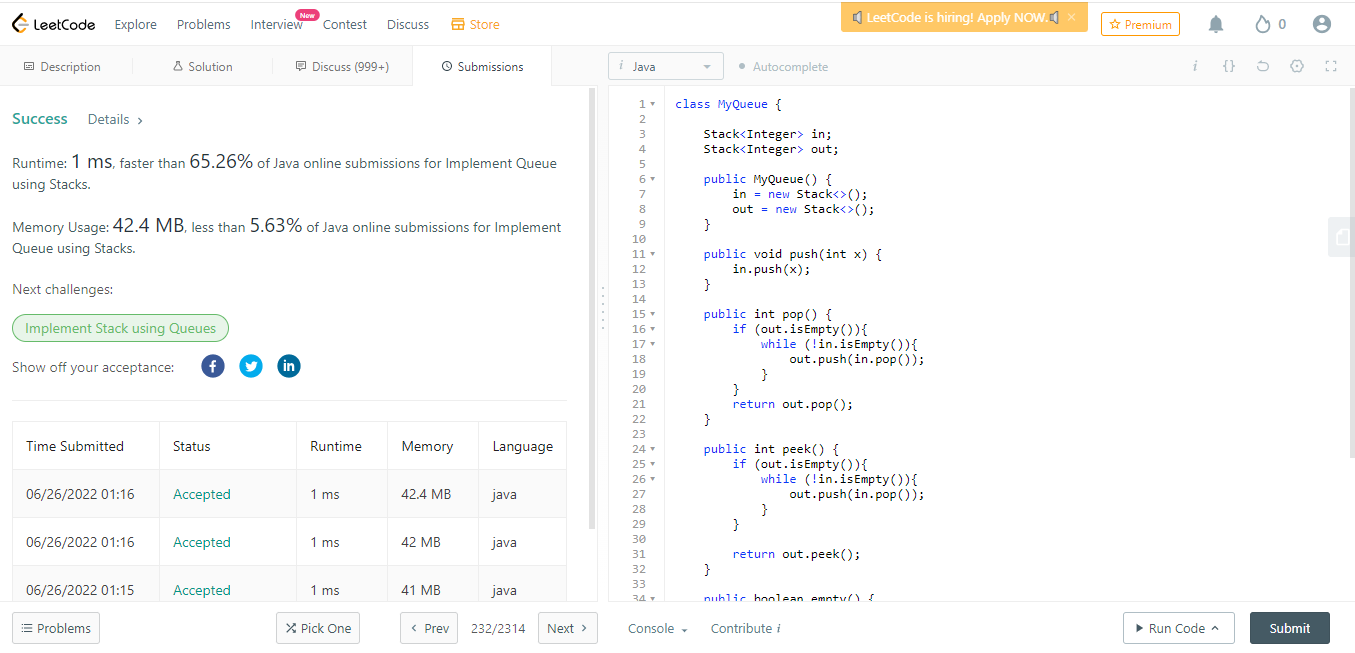 LeetCode
Explore
Problems
Interview
New
Contest
Discuss
Store
LeetCode is hiring! Apply NOW.
×
Premium
0
Description
Solution
Discuss (999+)
Submissions
i Java
Autocomplete
i
{}
Success
Details
Runtime: 1 ms, faster than 65.26% of Java online submissions for Implement Queue
using Stacks.
Memory Usage: 42.4 MB, less than 5.63% of Java online submissions for Implement
Queue using Stacks.
Next challenges:
Implement Stack using Queues
Show off your acceptance:
f
in
Time Submitted Status Runtime Memory Language
06/26/2022 01:16 Accepted 1 ms 42.4 MB java
06/26/2022 01:16 Accepted 1 ms 42 MB java
06/26/2022 01:15 Accepted 1 ms 41 MB java
1 class MyQueue {
2
3 Stack<Integer> in;
4 Stack<Integer> out;
5
6 public MyQueue() {
7 in = new Stack<>();
8 out = new Stack<>();
9 }
10
11 public void push(int x) {
12 in.push(x);
13 }
14
15 public int pop() {
16 if (out.isEmpty()){
17 while (!in.isEmpty()){
18 out.push(in.pop());
19 }
20 }
21 return out.pop();
22 }
23
24 public int peek() {
25 if (out.isEmpty()){
26 while (!in.isEmpty()){
27 out.push(in.pop());
28 }
29 }
30
31 return out.peek();
32 }
33
34 public boolean empty() {
Problems
Pick One
Prev
232/2314
Next
Console
Contribute i
Run Code
Submit